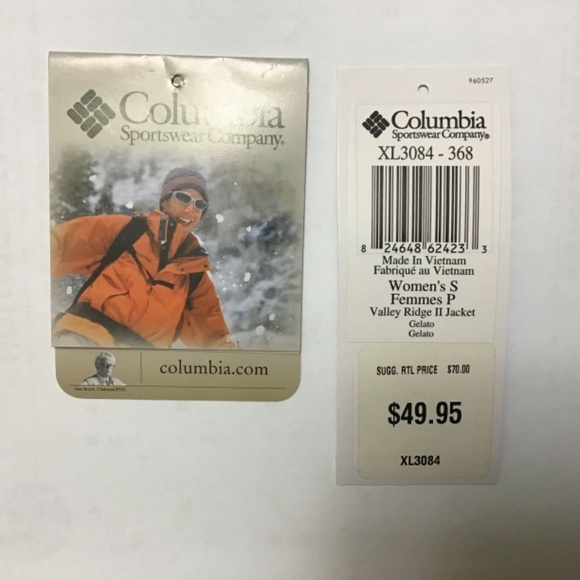 Columbia
Sportswear Company®
columbia.com
960527
Columbia
Sportswear Company®
XL3084 - 368
8 24648 62423 3
Made In Vietnam
Fabriqué au Vietnam
Women's S
Femmes P
Valley Ridge II Jacket
Gelato
Gelato
SUGG. RTL PRICE $70.00
$49.95
XL3084